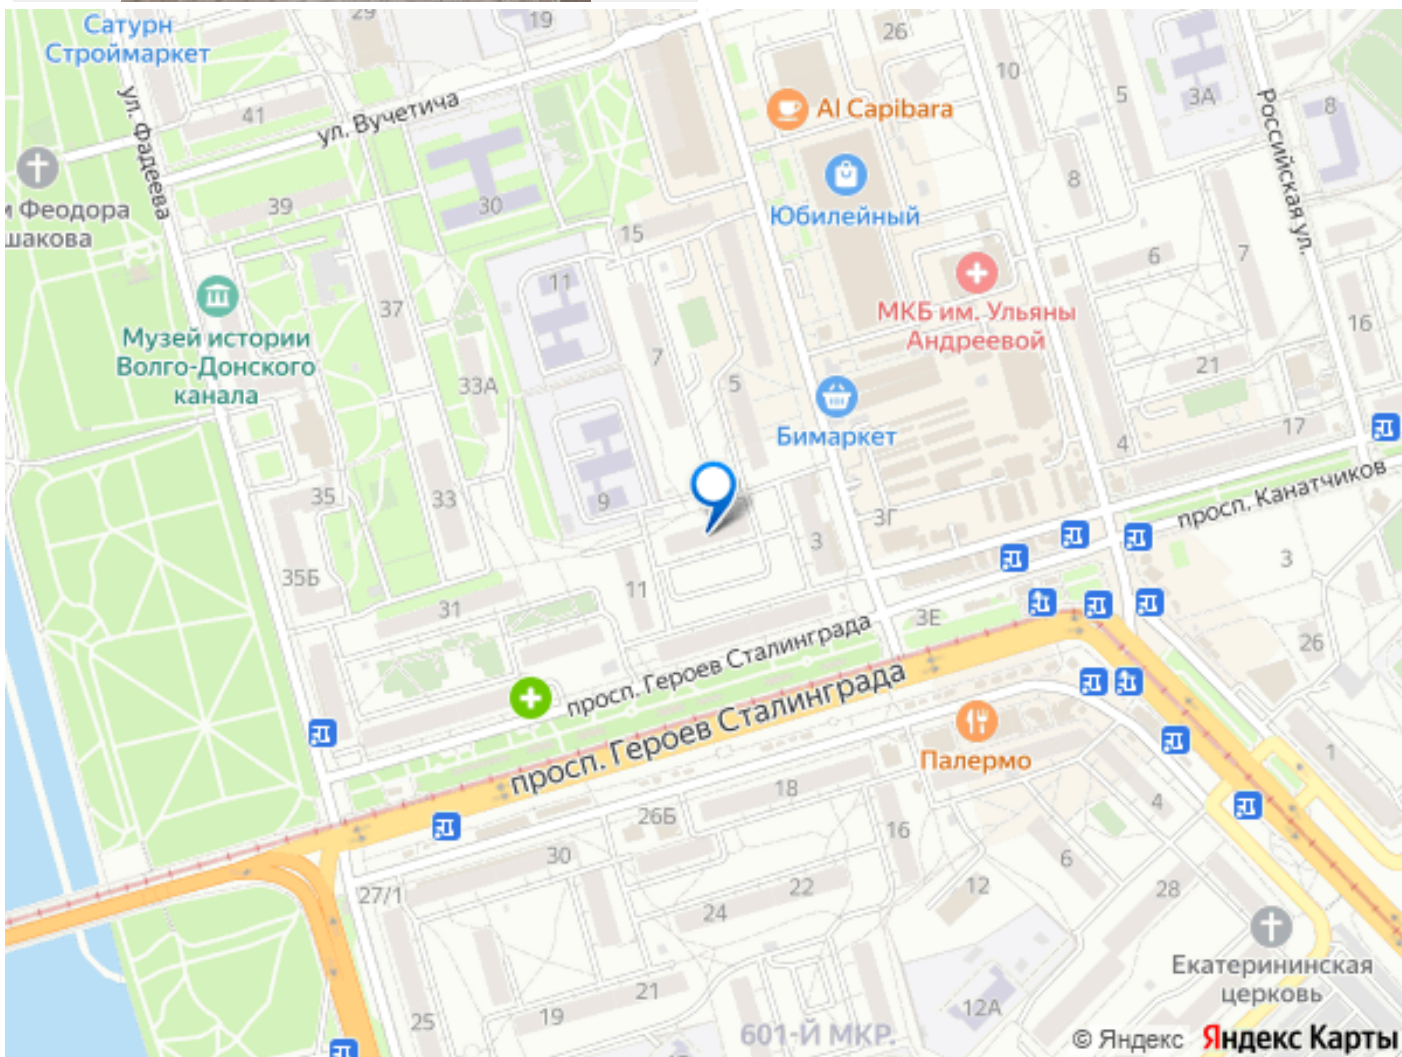 Сатурн
Строймаркет
29
19
26
10
5
3А
8
Российская ул.
ул. Фадеева
41
ул. Вучетича
Al Capibara
м Феодора
шакова
39
30
15
Юбилейный
8
6
7
11
37
Музей истории
Волго-Донского
канала
МКБ им. Ульяны
Андреевой
16
7
5
33А
21
Бимаркет
4
17
35
33
9
3Г
просп. Канатчиков
3
35Б
11
3
31
3Е
26
просп. Героев Сталинграда
просп. Героев Сталинграда
Палермо
1
18
4
26Б
16
30
6
27/1
22
12
28
24
Екатерининская
церковь
21
12А
25
19
601-Й МКР.
© Яндекс Яндекс Карты